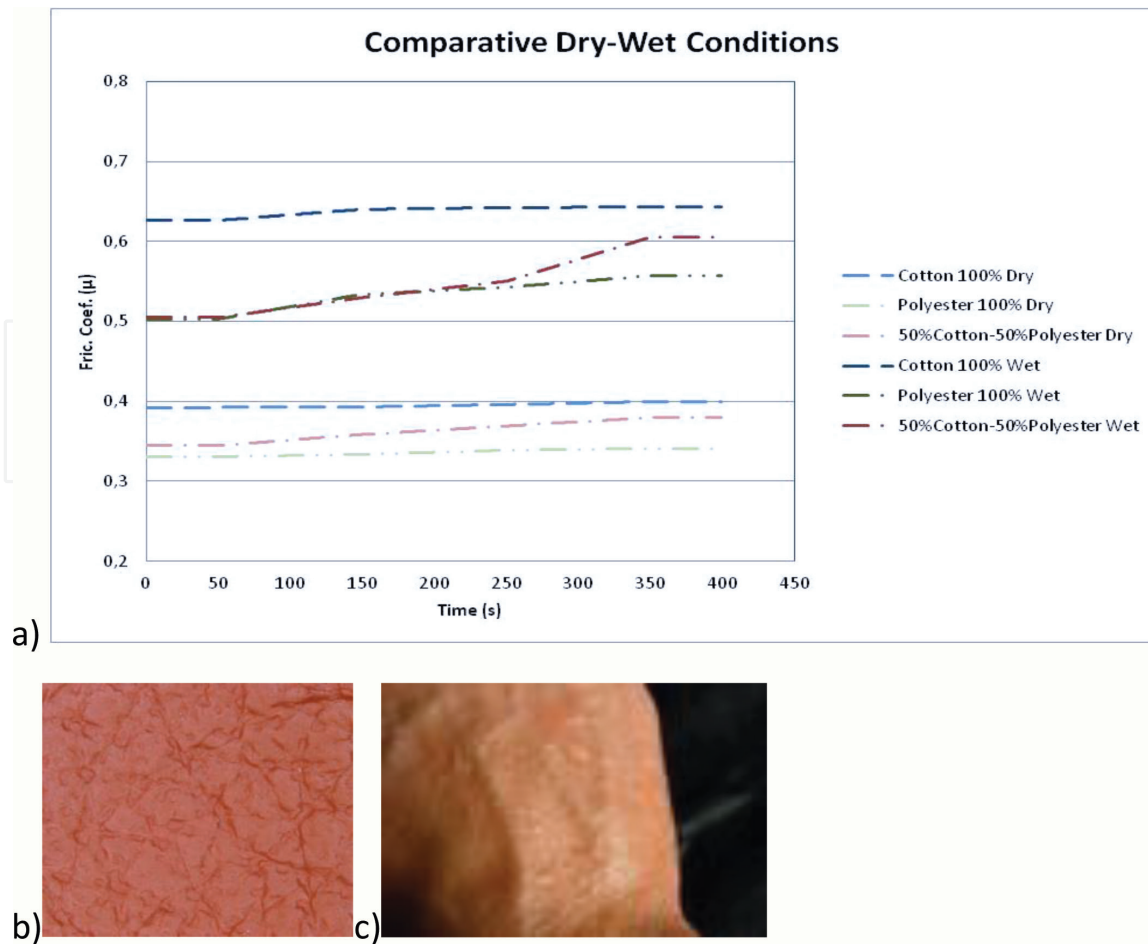 Comparative Dry-Wet Conditions
0,8
0,7
0,6
0,5
0,4
0,3
0,2
Fric. Coef. (μ)
0 50 100 150 200 250 300 350 400 450
Time (s)
Cotton 100% Dry
Polyester 100% Dry
50%Cotton-50%Polyester Dry
Cotton 100% Wet
Polyester 100% Wet
50%Cotton-50%Polyester Wet
a)
b) c)